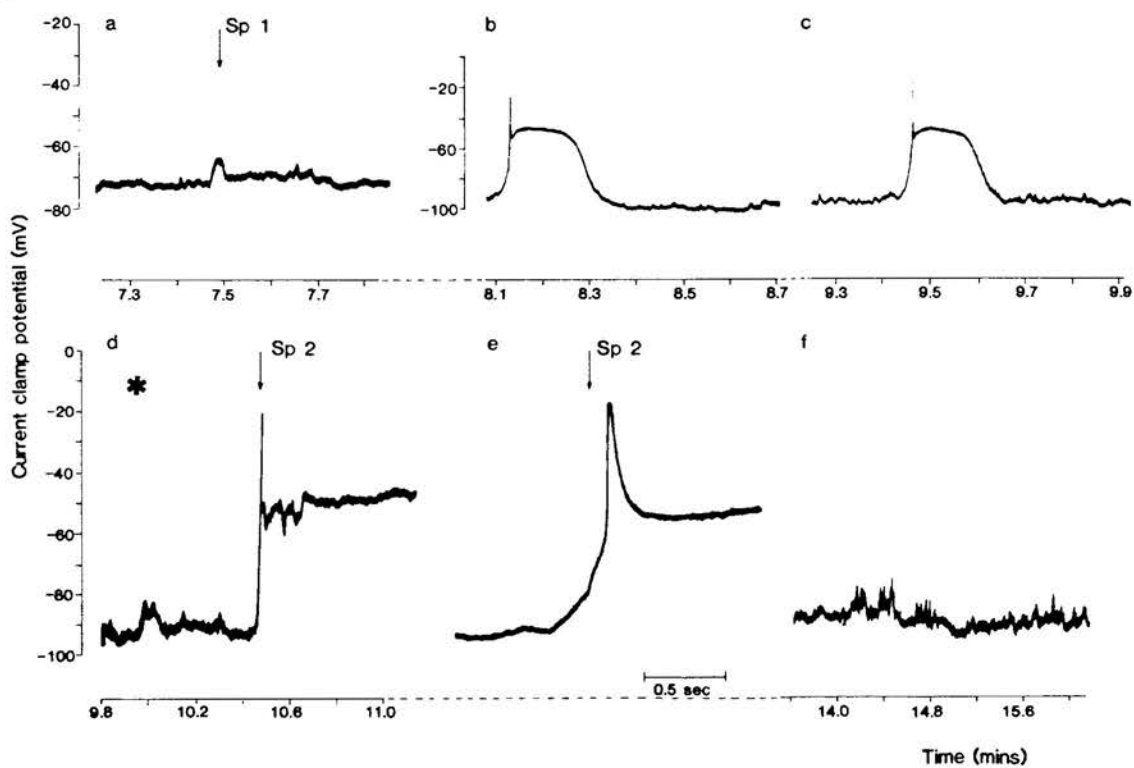 a Sp 1 b c
-20
-40
-60
-80
-20
-60
-100
7.3 7.5 7.7 8.1 8.3 8.5 8.7 9.3 9.5 9.7 9.9
Current clamp potential (mV)
d Sp 2 e Sp 2 f
0
*
-20
-40
-60
-80
-100
0.5 sec
9.8 10.2 10.6 11.0 14.0 14.8 15.6
Time (mins)